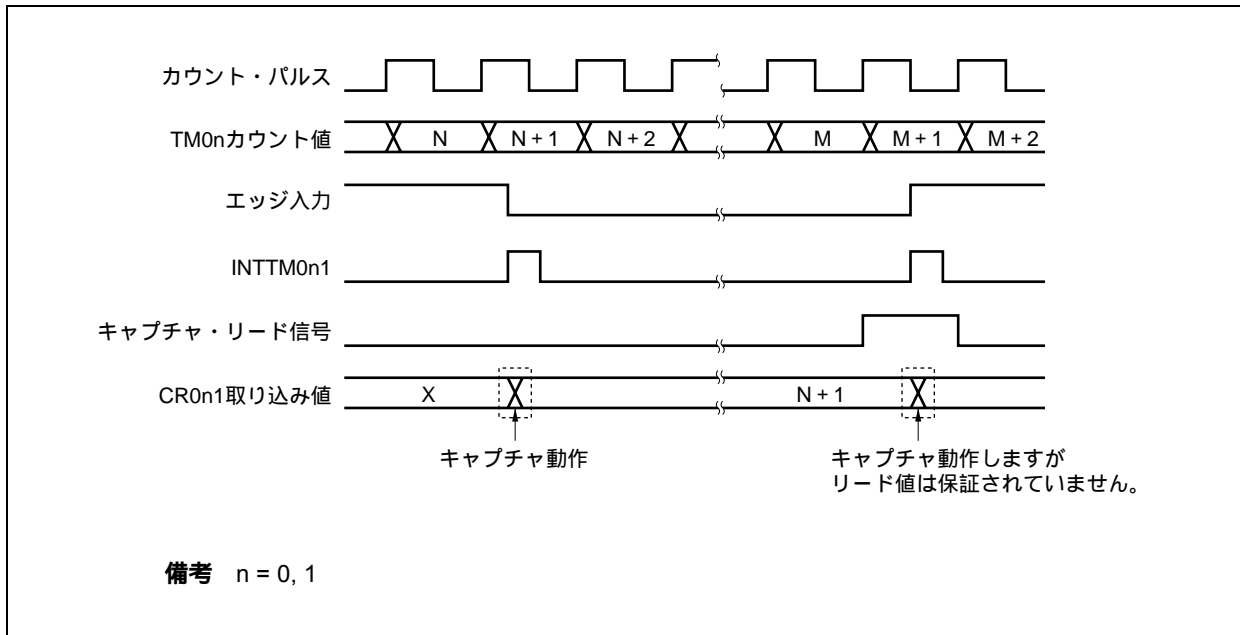 カウント・パルス
TM0nカウント値 N N + 1 N + 2 M M + 1 M + 2
エッジ入力
INTTM0n1
キャプチャ・リード信号
CR0n1取り込み値 X N + 1
キャプチャ動作
キャプチャ動作しますが
リード値は保証されていません。
備考 n = 0, 1